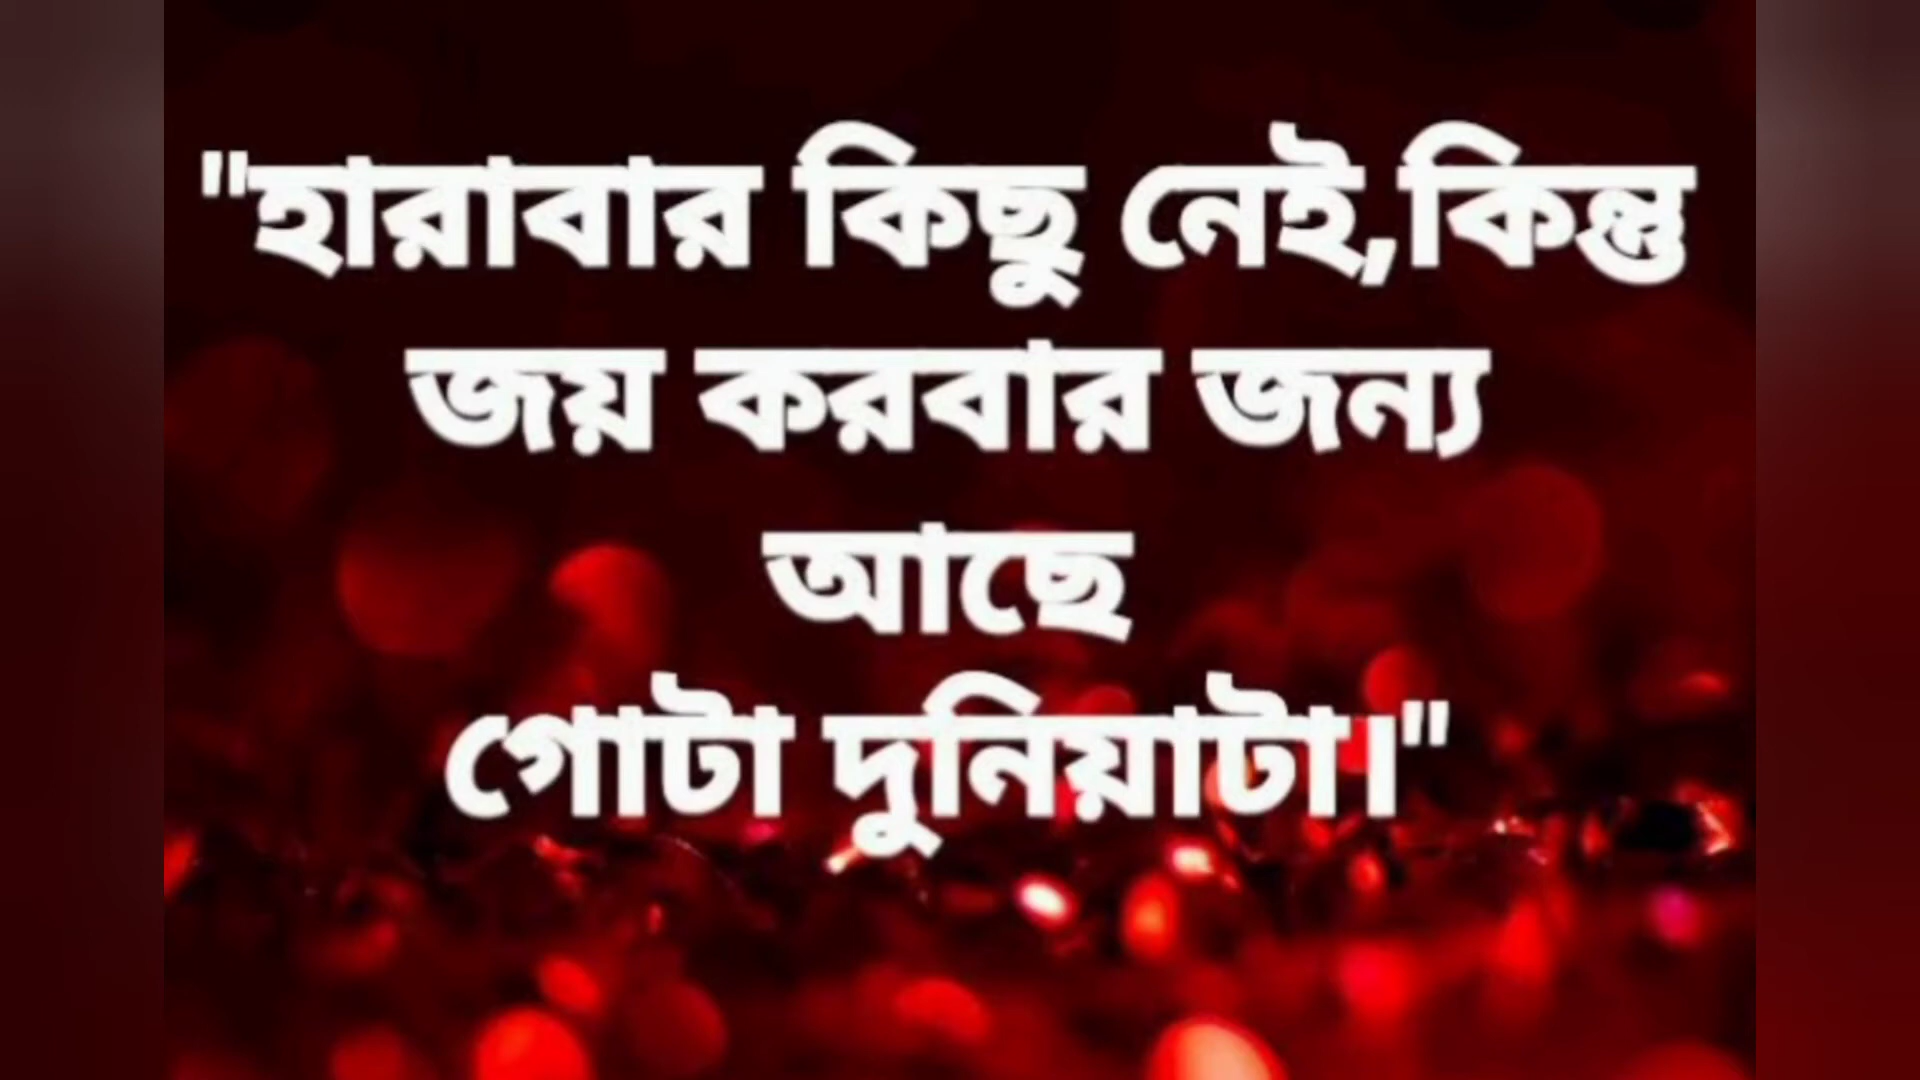 "হারাবার কিছু নেই,কিন্তু
জয় করবার জন্য
আছে
গোটা দুনিয়াটা।"